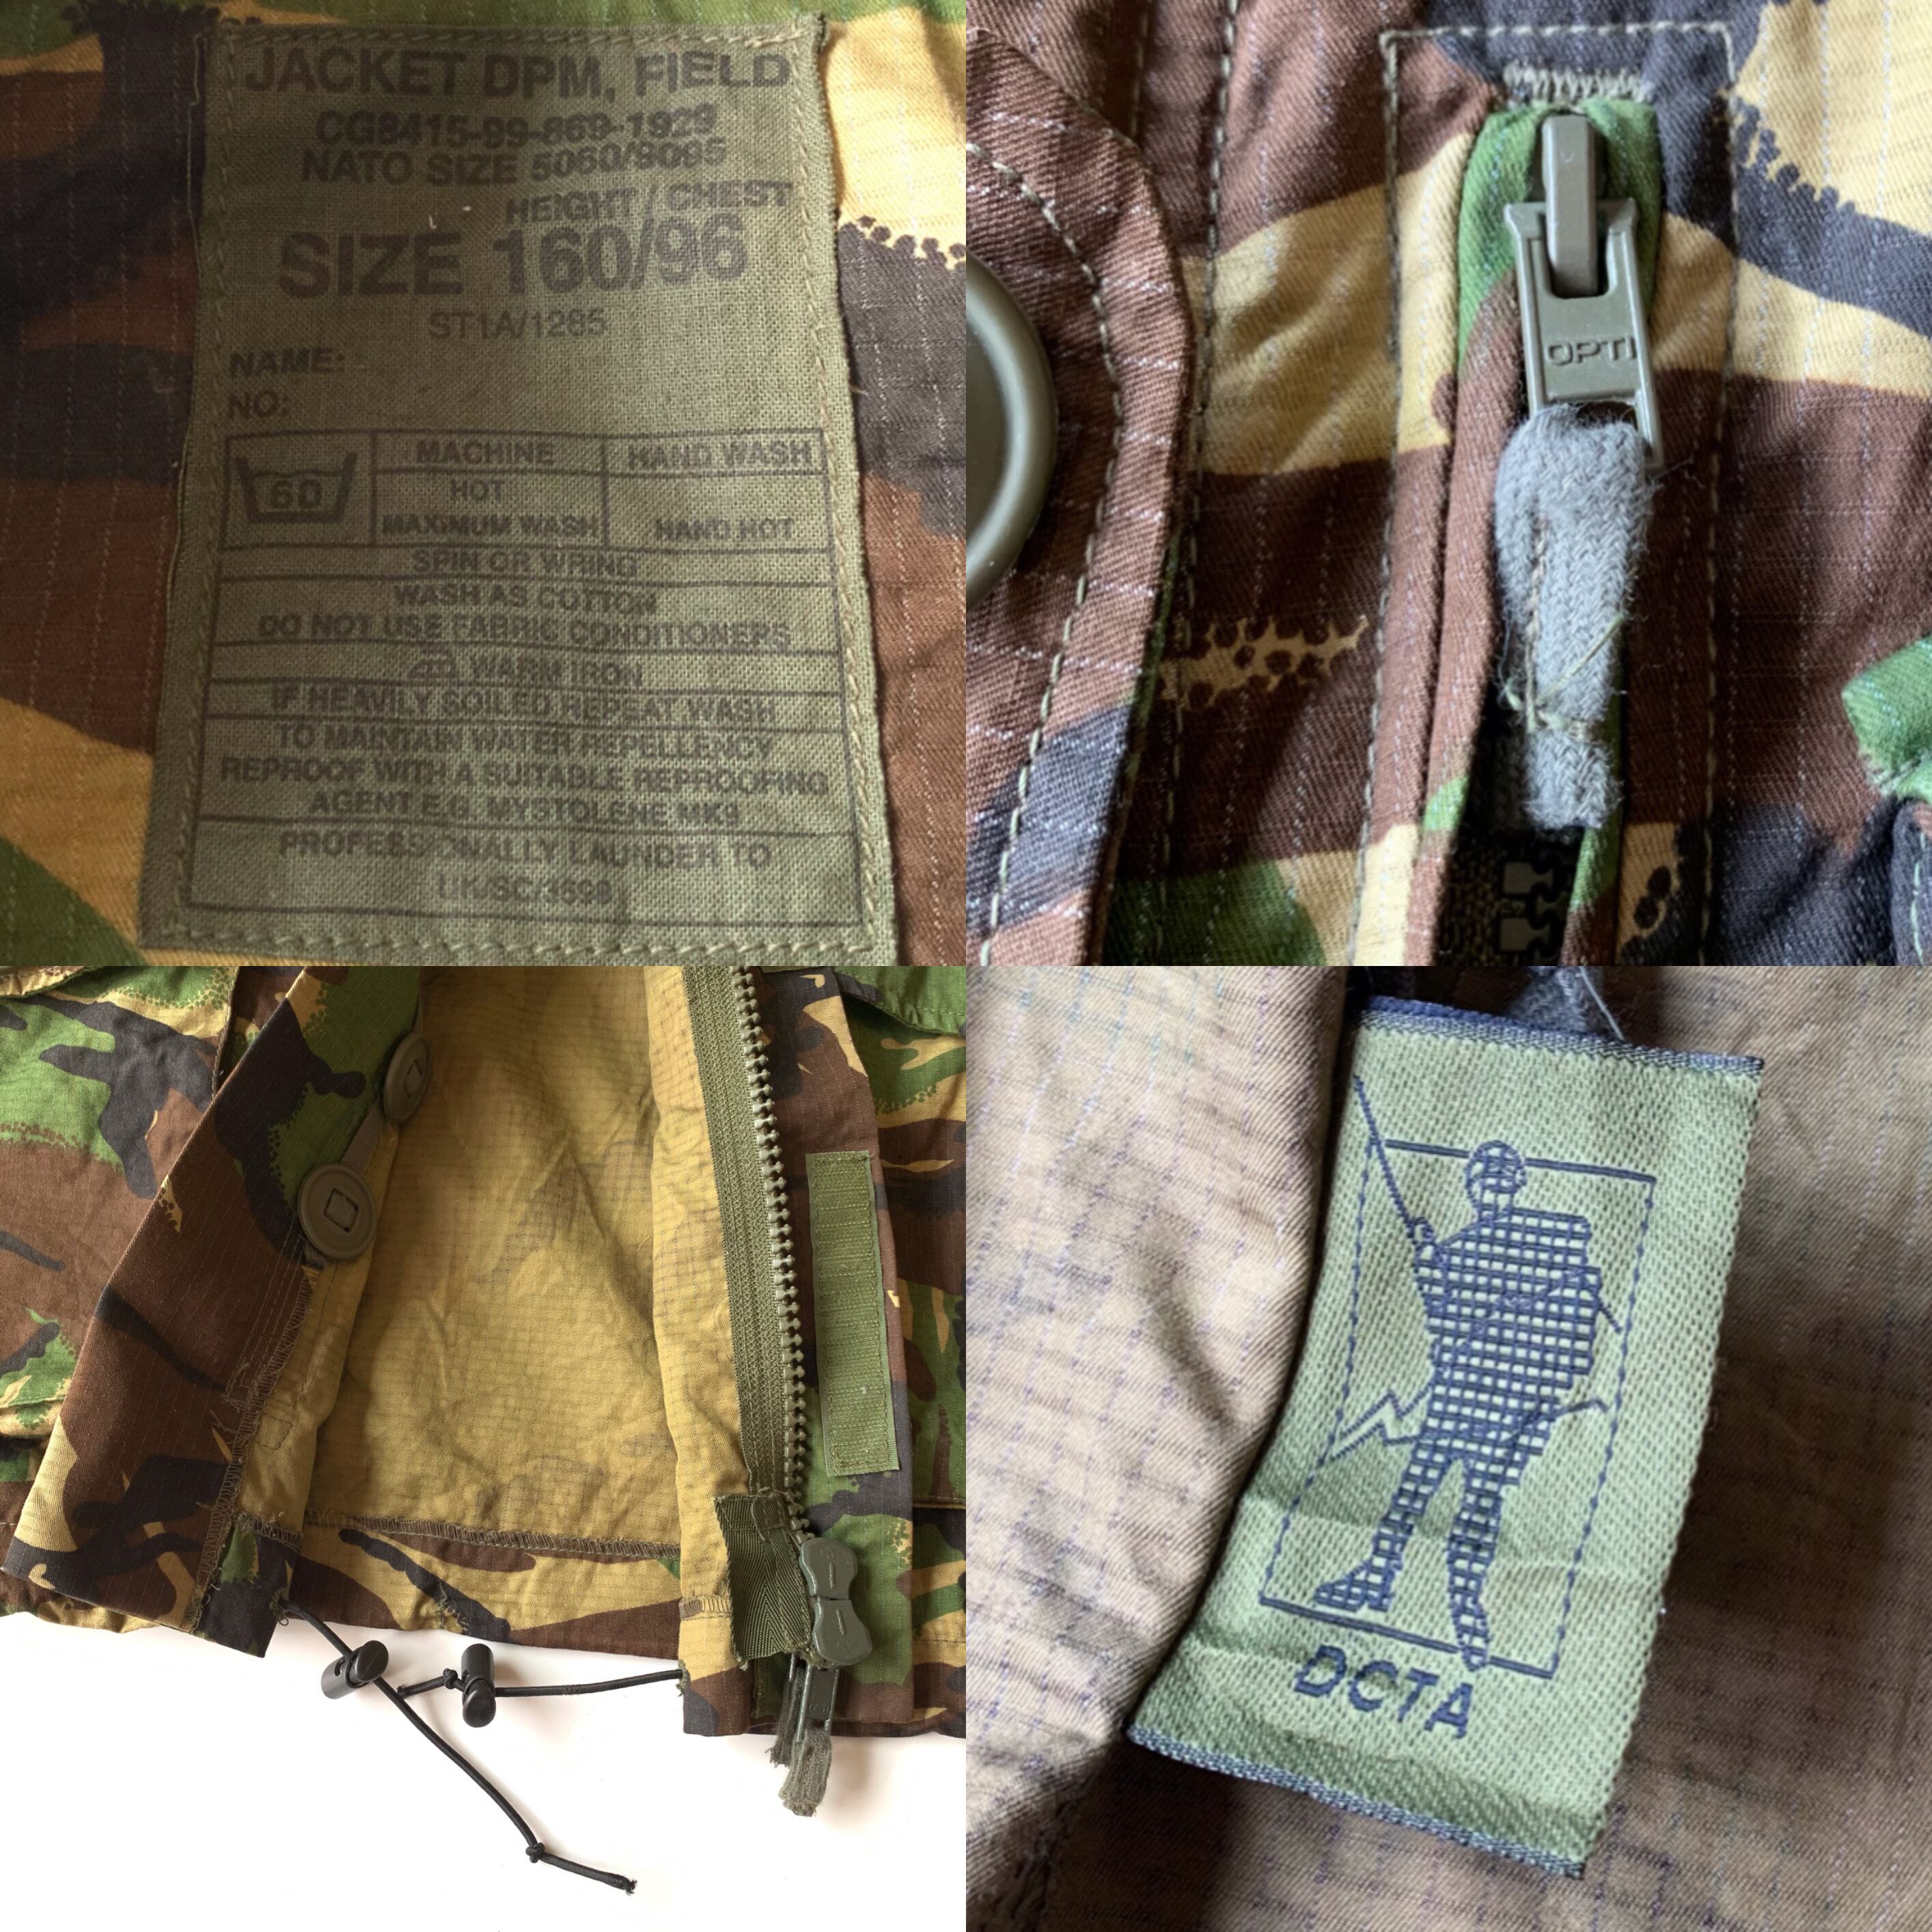 JACKET DPM, FIELD
CG8415-99-869-1923
NATO SIZE 5060/9095
HEIGHT / CHEST
SIZE 160/96
ST1A/1285
NAME:
NO:
60
MACHINE
HAND WASH
HOT
MAXIMUM WASH
HAND HOT
SPIN OR WRING
WASH AS COTTON
DO NOT USE FABRIC CONDITIONERS
WARM IRON
IF HEAVILY SOILED REPEAT WASH
TO MAINTAIN WATER REPELLENCY
REPROOF WITH A SUITABLE REPROOFING
AGENT E.G. MYSTOLENE MK9
PROFESSIONALLY LAUNDER TO
UK/SC/3698
OPTI
DCTA